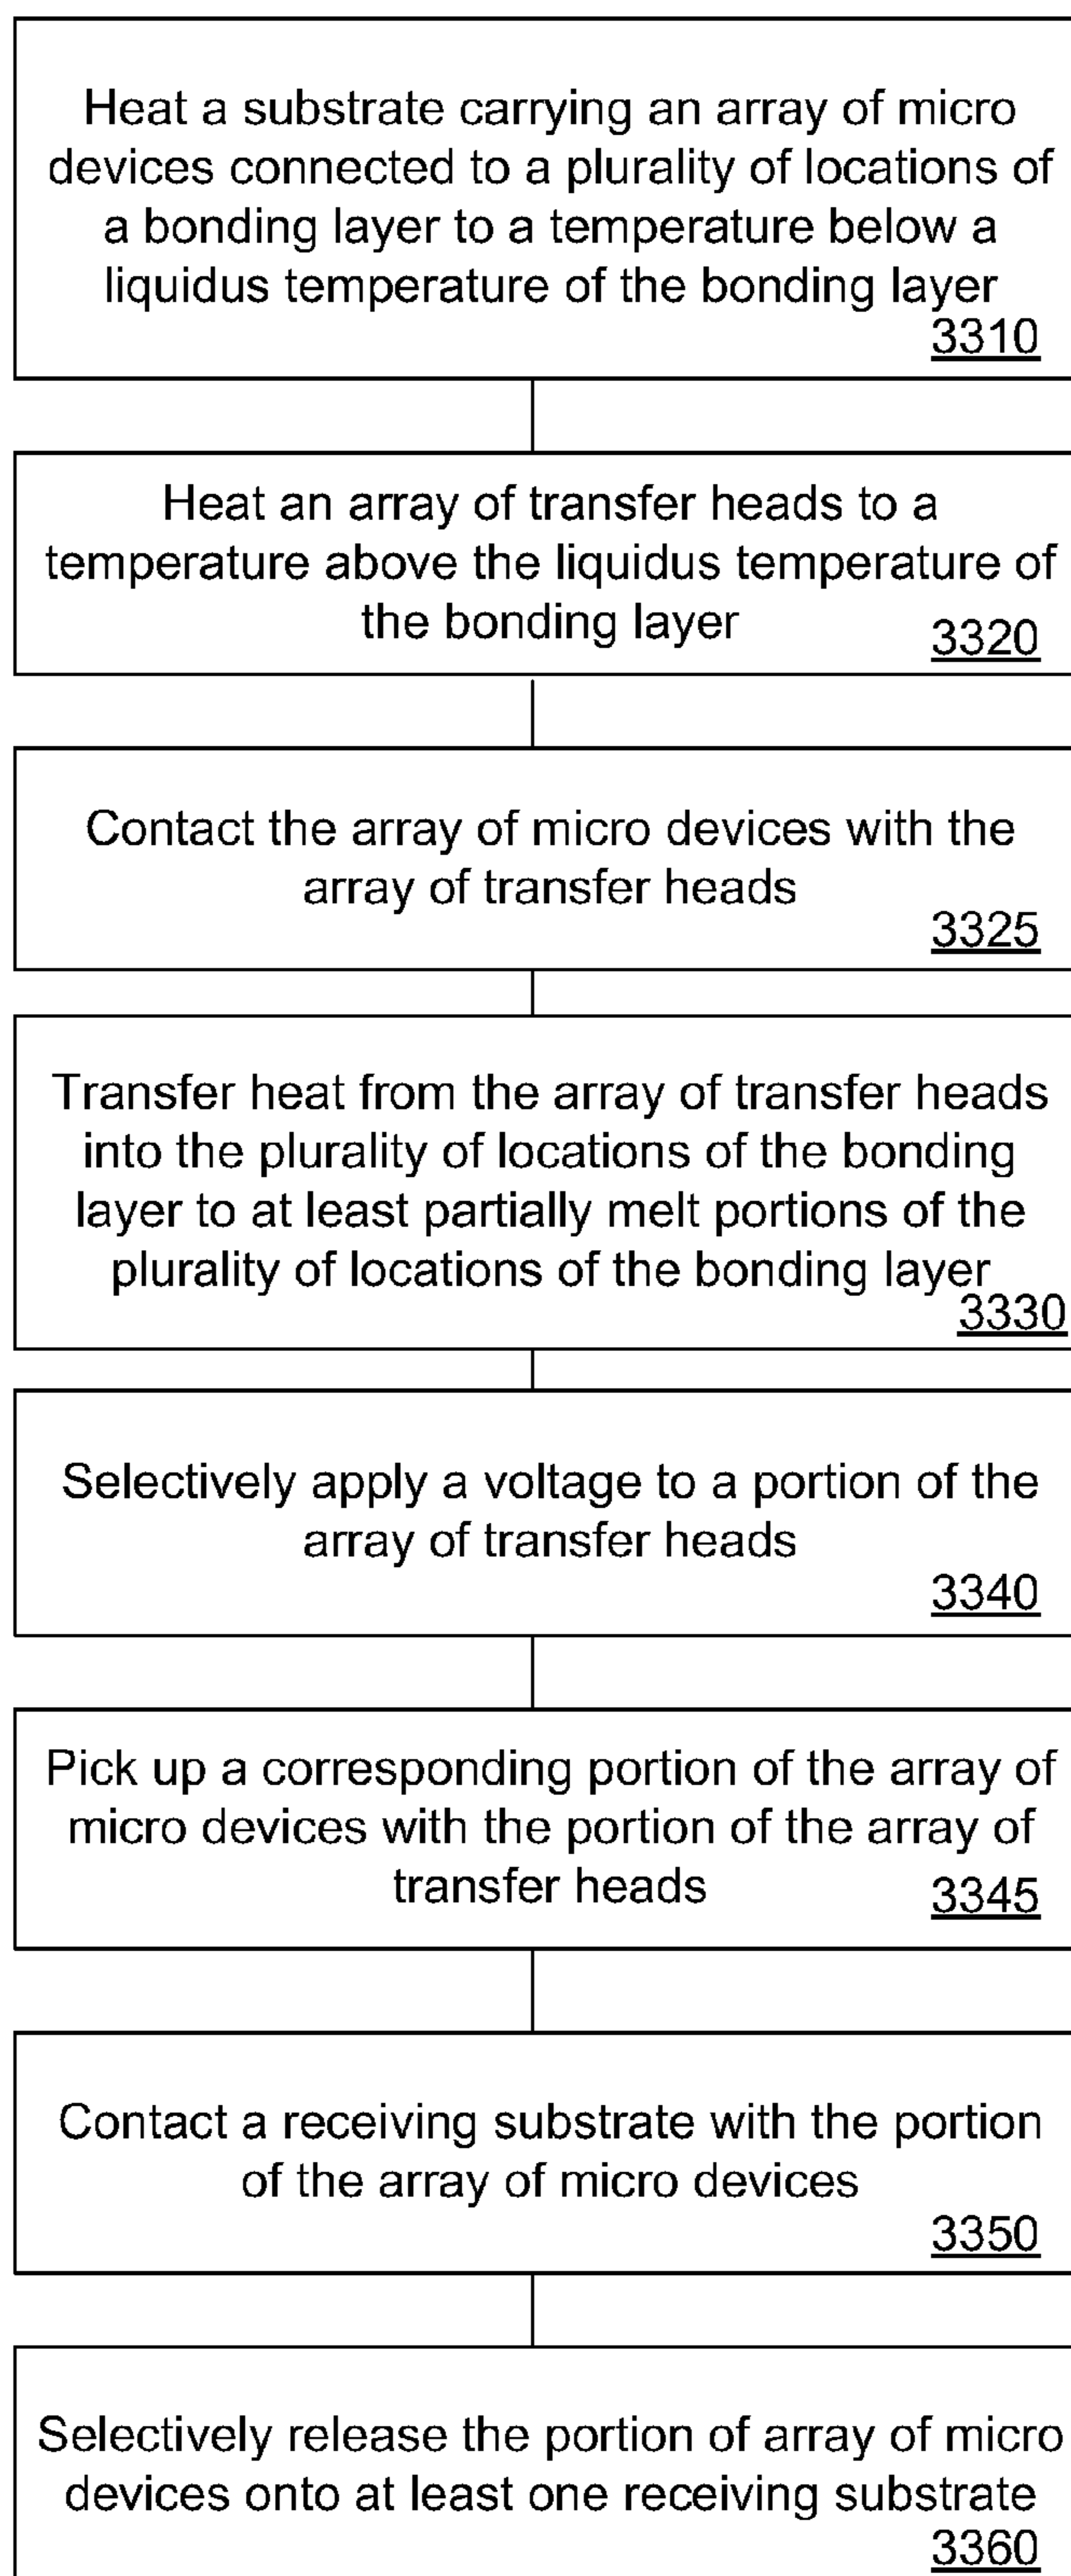 Heat a substrate carrying an array of micro
devices connected to a plurality of locations of
a bonding layer to a temperature below a
liquidus temperature of the bonding layer
3310
Heat an array of transfer heads to a
temperature above the liquidus temperature of
the bonding layer
3320
Contact the array of micro devices with the
array of transfer heads
3325
Transfer heat from the array of transfer heads
into the plurality of locations of the bonding
layer to at least partially melt portions of the
plurality of locations of the bonding layer
3330
Selectively apply a voltage to a portion of the
array of transfer heads
3340
Pick up a corresponding portion of the array of
micro devices with the portion of the array of
transfer heads
3345
Contact a receiving substrate with the portion
of the array of micro devices
3350
Selectively release the portion of array of micro
devices onto at least one receiving substrate
3360